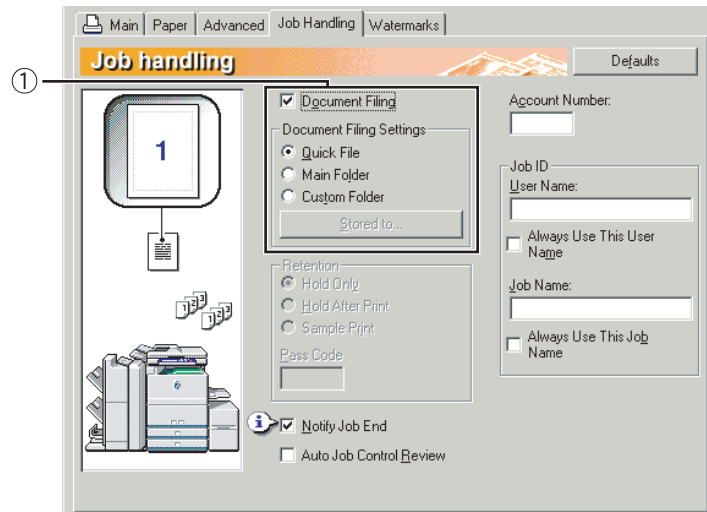 Main Paper Advanced Job Handling Watermarks
Job handling
Defaults
1
1
Document Filing
Document Filing Settings
Quick File
Main Folder
Custom Folder
Stored to...
Account Number:
Job ID
User Name:
Always Use This User
Name
Job Name:
Always Use This Job
Name
Retention
Hold Only
Hold After Print
Sample Print
Pass Code
123
123
6
i
Notify Job End
Auto Job Control Review